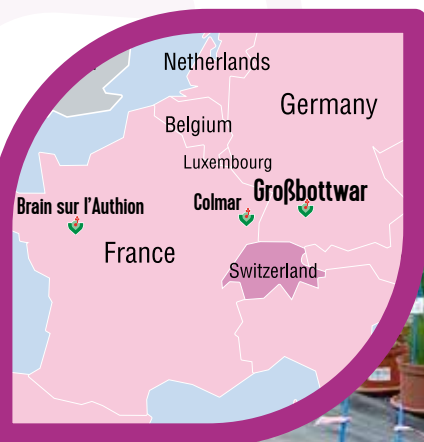 Netherlands
Germany
Belgium
Luxembourg
Großbottwar
Colmar
Brain sur l'Authion
France
Switzerland